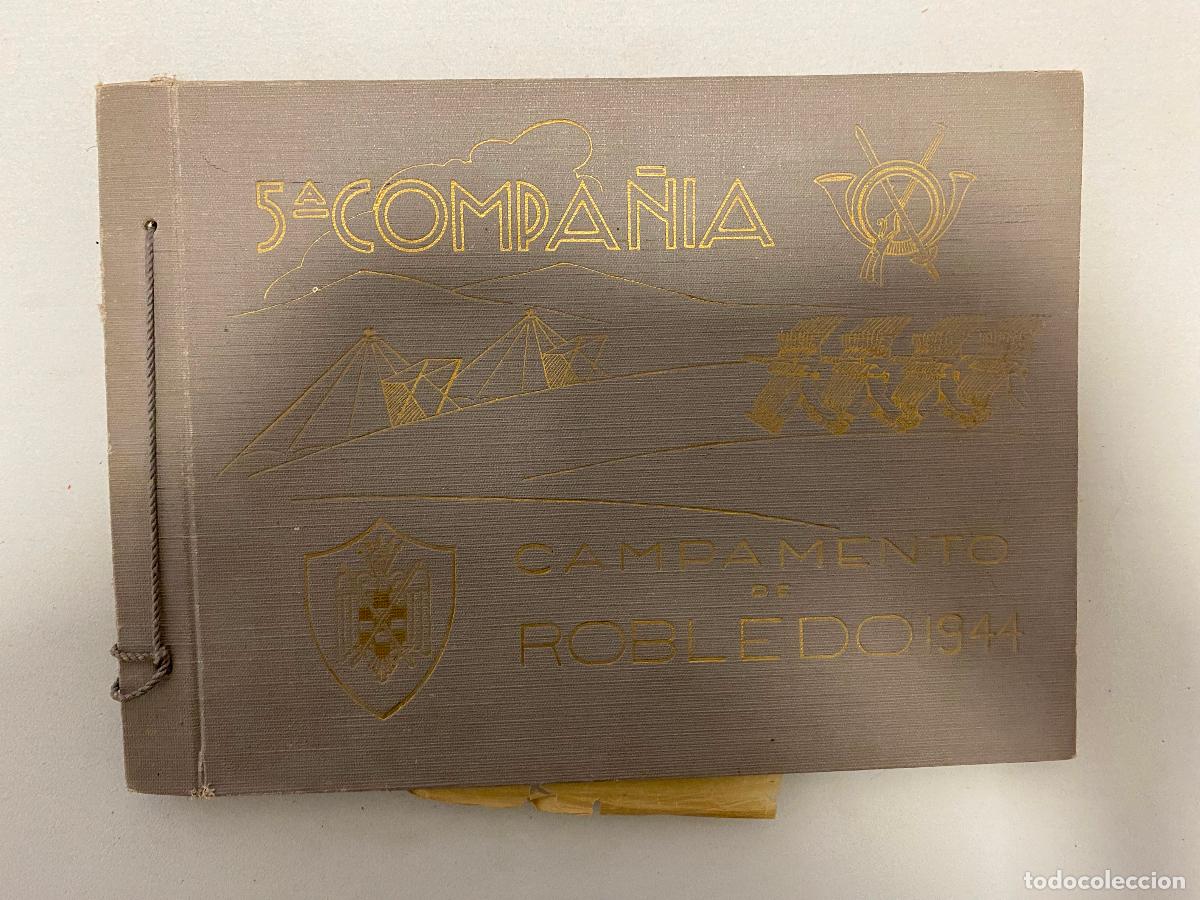 5ª COMPAÑIA
CAMPAMENTO
DE
ROBLEDO 1944
todocoleccion